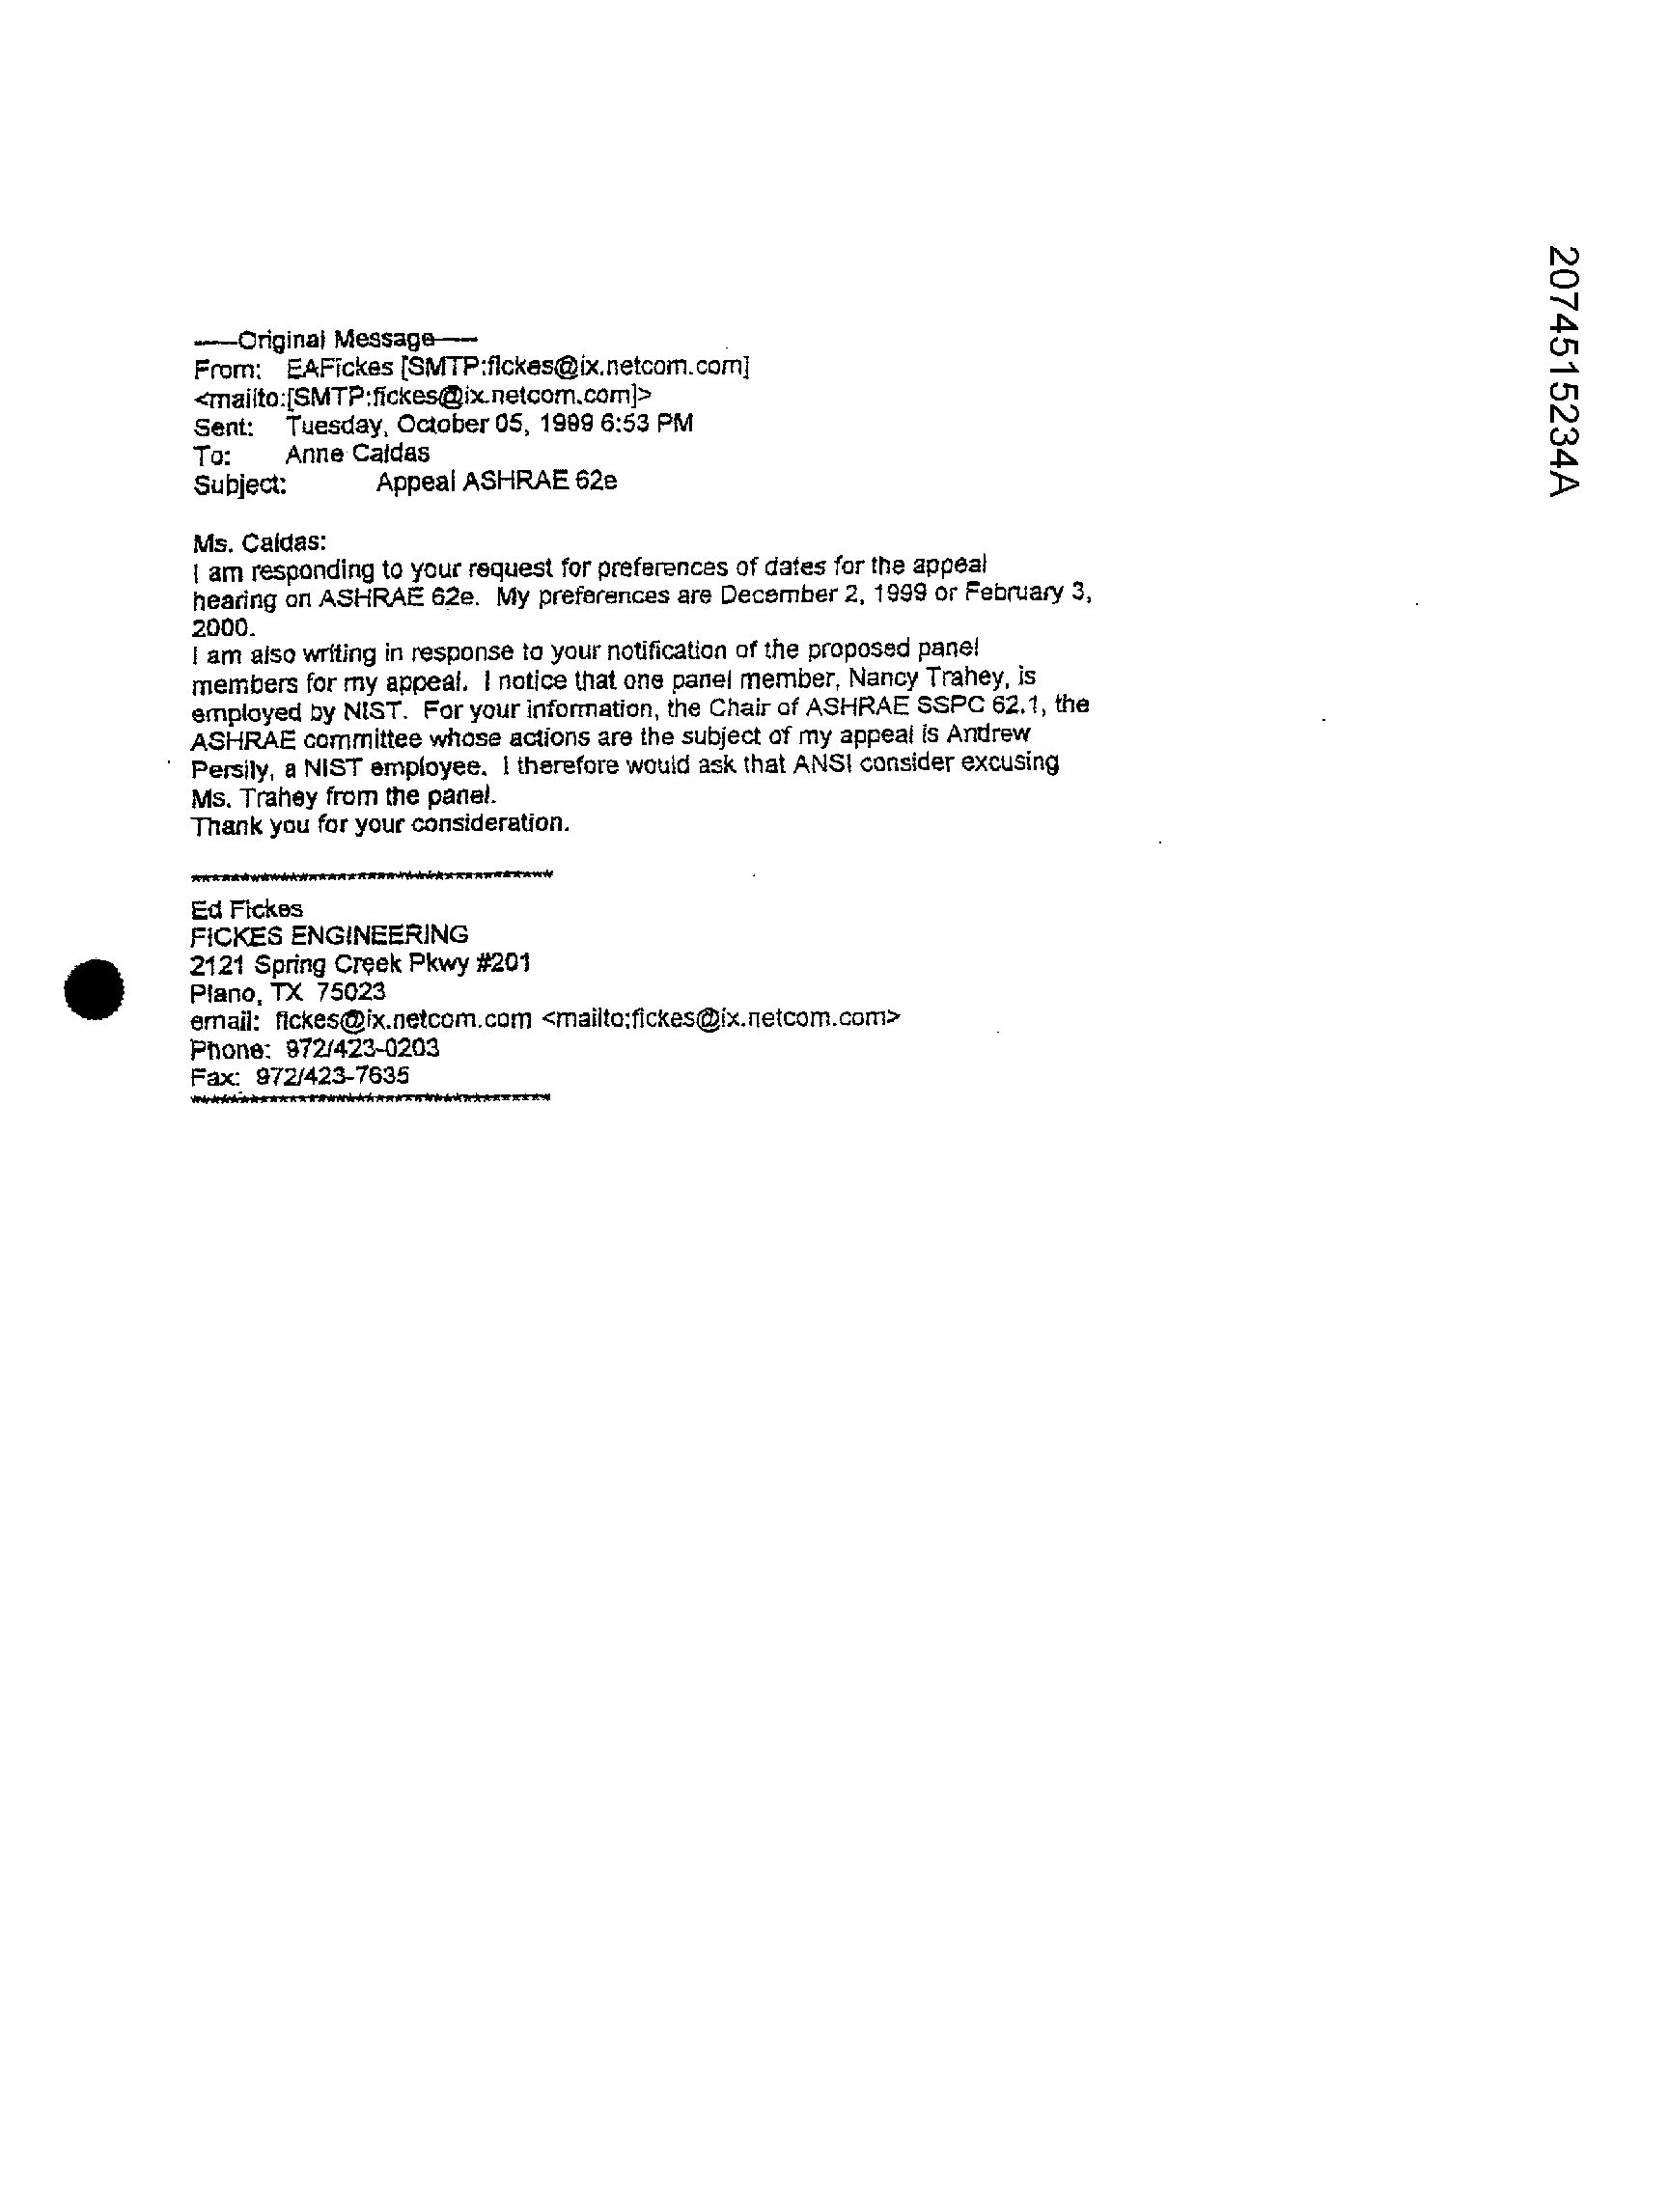 2074515234A
-----Original Message-----
From: EAFickes [SMTP:fickes@ix.netcom.com]
<mailto:[SMTP:fickes@ix.netcom.com]>
Sent: Tuesday, October 05, 1999 6:53 PM
To: Anne Caldas
Subject: Appeal ASHRAE 62e
Ms. Caldas:
I am responding to your request for preferences of dates for the appeal
hearing on ASHRAE 62e. My preferences are December 2, 1999 or February 3,
2000.
I am also writing in response to your notification of the proposed panel
members for my appeal. I notice that one panel member, Nancy Trahey, is
employed by NIST. For your information, the Chair of ASHRAE SSPC 62.1, the
ASHRAE committee whose actions are the subject of my appeal is Andrew
Persily, a NIST employee. I therefore would ask that ANSI consider excusing
Ms. Trahey from the panel.
Thank you for your consideration.
****************************************
Ed Fickes
FICKES ENGINEERING
2121 Spring Creek Pkwy #201
Plano, TX 75023
email: fickes@ix.netcom.com <mailto:fickes@ix.netcom.com>
Phone: 972/423-0203
Fax: 972/423-7635
****************************************